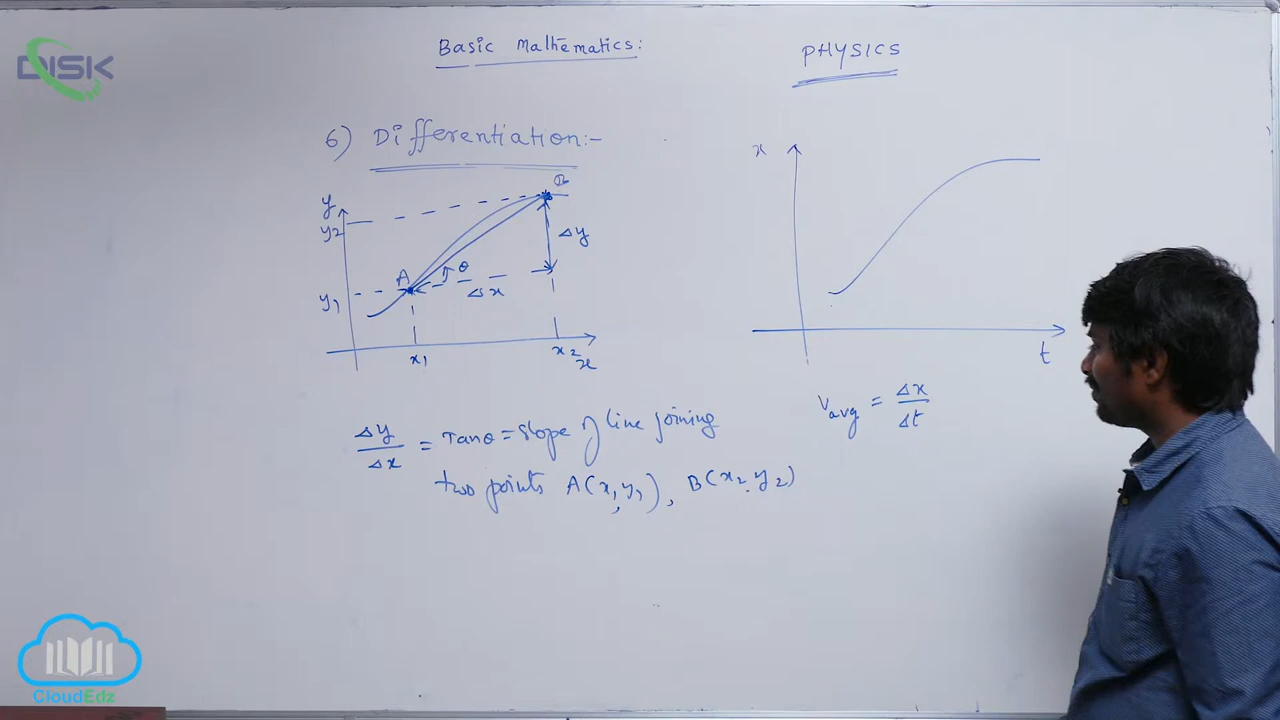 DISK
Basic Mathematics:
PHYSICS
6) Differentiation:-
y
y2
y1
A
B
θ
Δy
Δx
x1
x2
x
x
t
Vavg = Δx/Δt
Δy/Δx = Tanθ = Slope of line joining
two points A(x1, y1), B(x2, y2)
CloudEdz